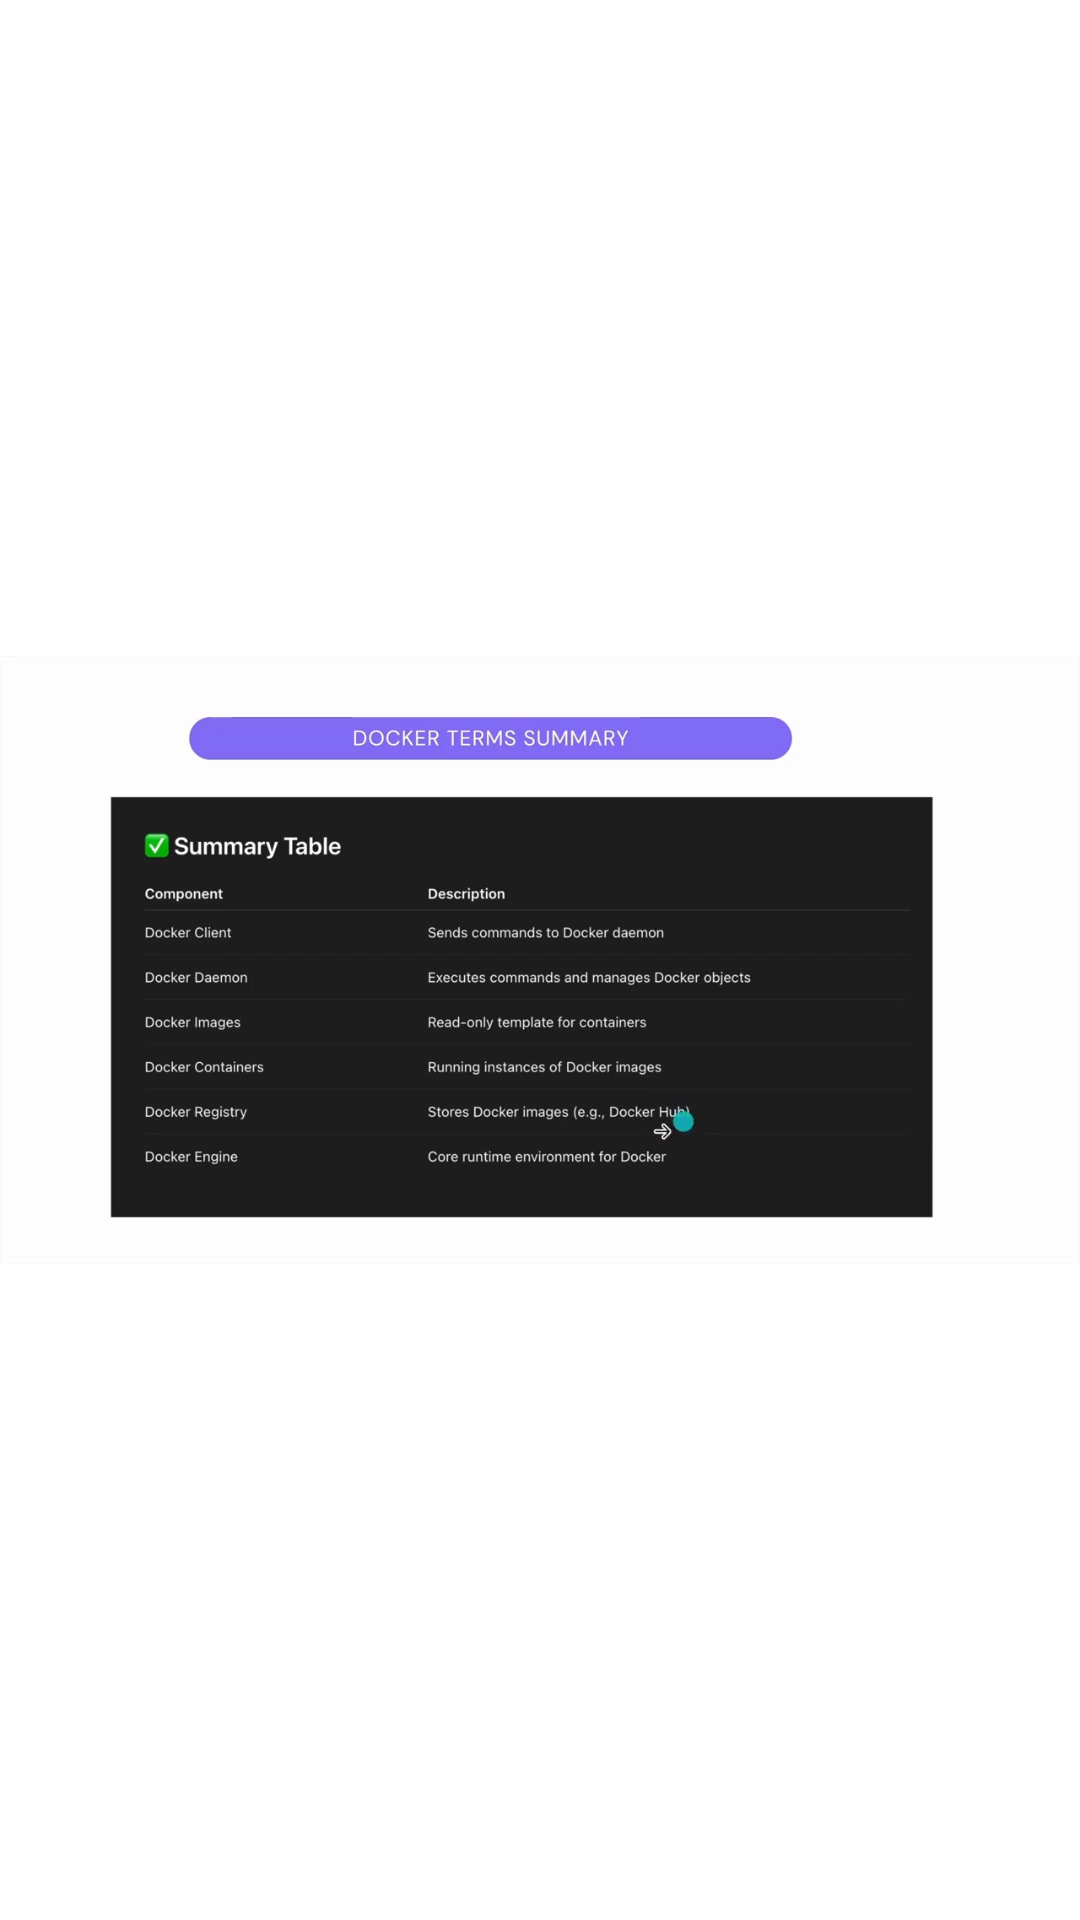 DOCKER TERMS SUMMARY
✅ Summary Table
Component Description
Docker Client Sends commands to Docker daemon
Docker Daemon Executes commands and manages Docker objects
Docker Images Read-only template for containers
Docker Containers Running instances of Docker images
Docker Registry Stores Docker images (e.g., Docker Hub)
Docker Engine Core runtime environment for Docker